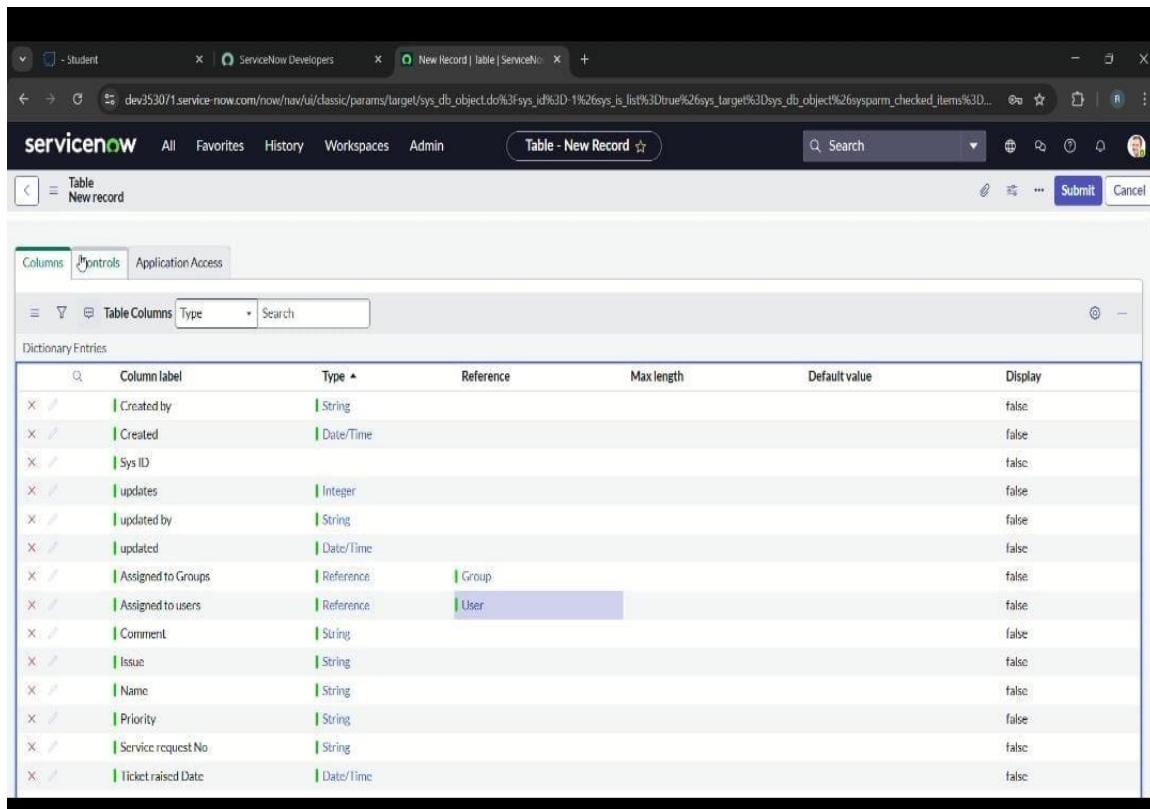 - Student
ServiceNow Developers
New Record | Table | ServiceNo
dev353071.service-now.com/now/nav/ui/classic/params/target/sys_db_object.do%3Fsys_id%3D-1%26sys_is_list%3Dtrue%26sys_target%3Dsys_db_object%26sysparm_checked_items%3D...
R
servicenow All Favorites History Workspaces Admin Table - New Record Search
Table
New record
Submit Cancel
Columns Controls Application Access
Table Columns Type Search
Dictionary Entries
Column label Type Reference Max length Default value Display
Created by String false
Created Date/Time false
Sys ID false
updates Integer false
updated by String false
updated Date/Time false
Assigned to Groups Reference Group false
Assigned to users Reference User false
Comment String false
Issue String false
Name String false
Priority String false
Service request No String false
Ticket raised Date Date/Time false